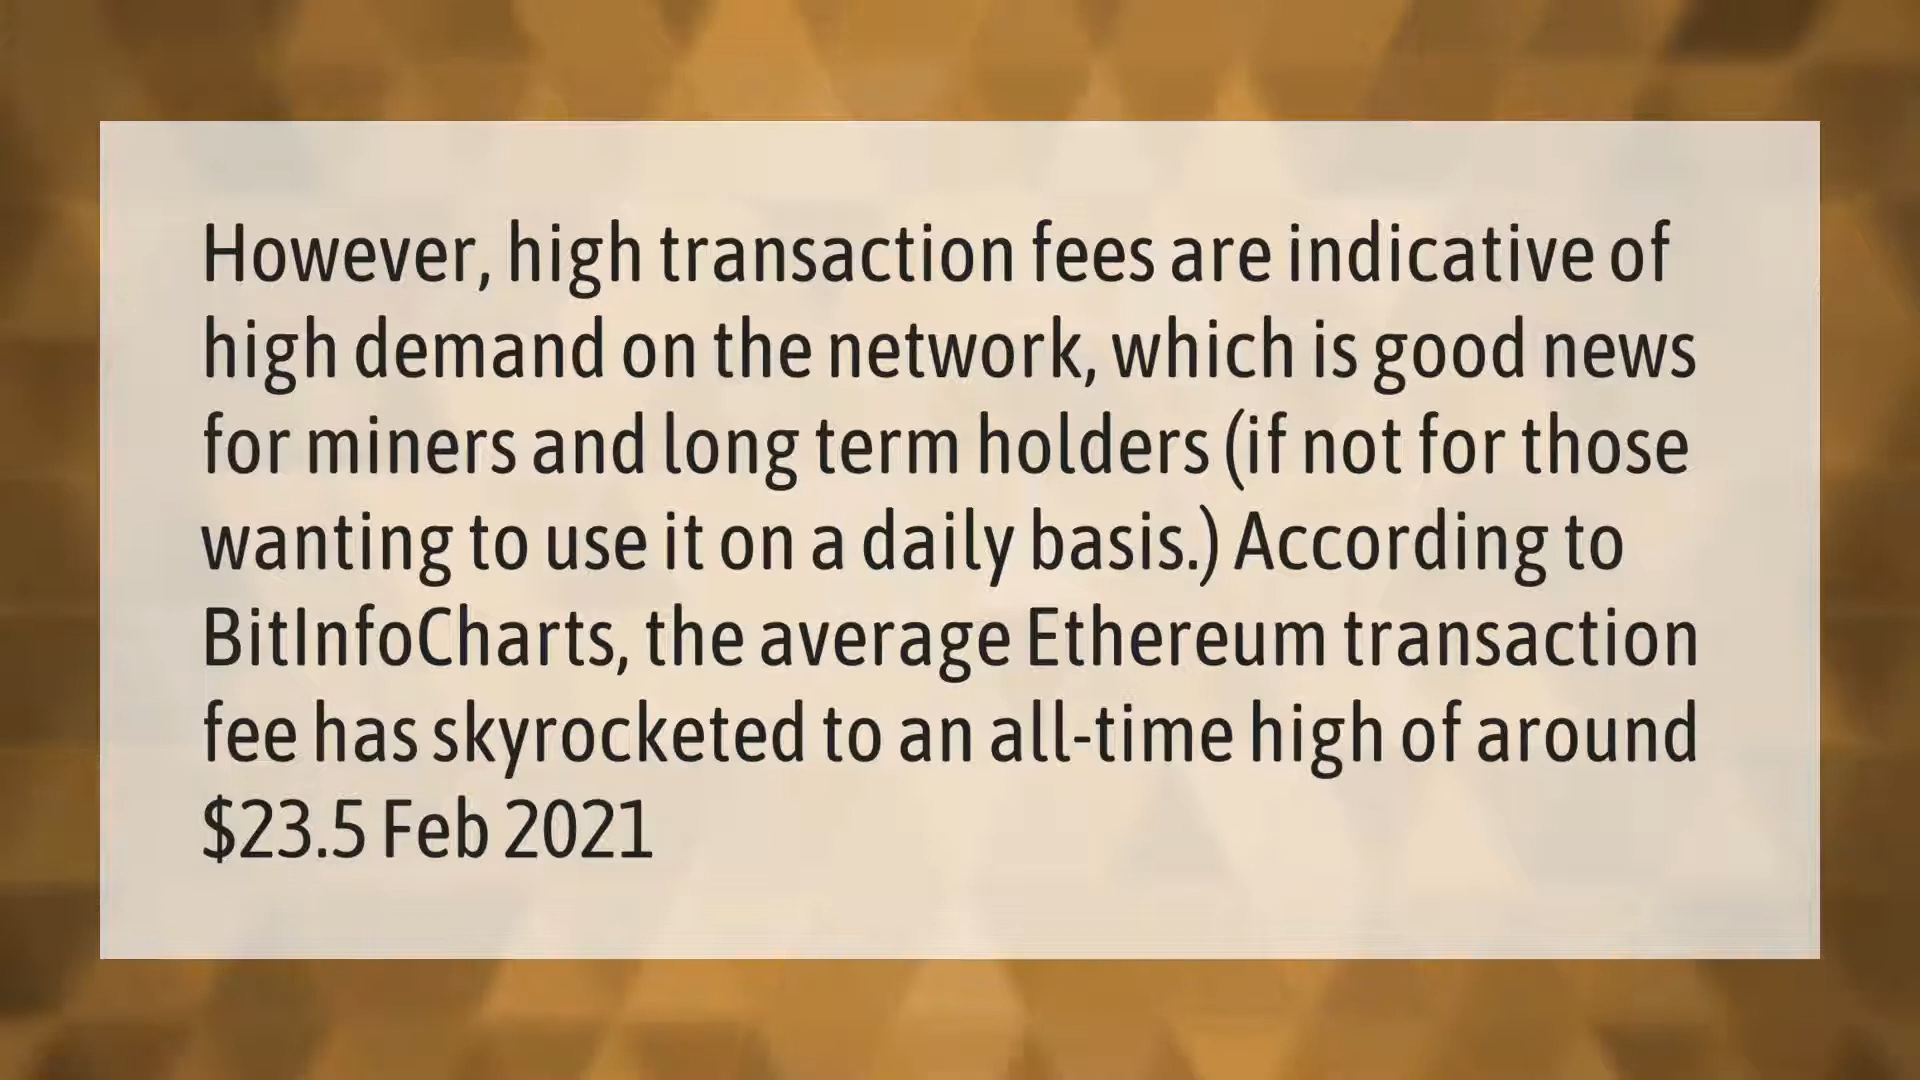 However, high transaction fees are indicative of
high demand on the network, which is good news
for miners and long term holders (if not for those
wanting to use it on a daily basis.) According to
BitInfoCharts, the average Ethereum transaction
fee has skyrocketed to an all-time high of around
$23.5 Feb 2021